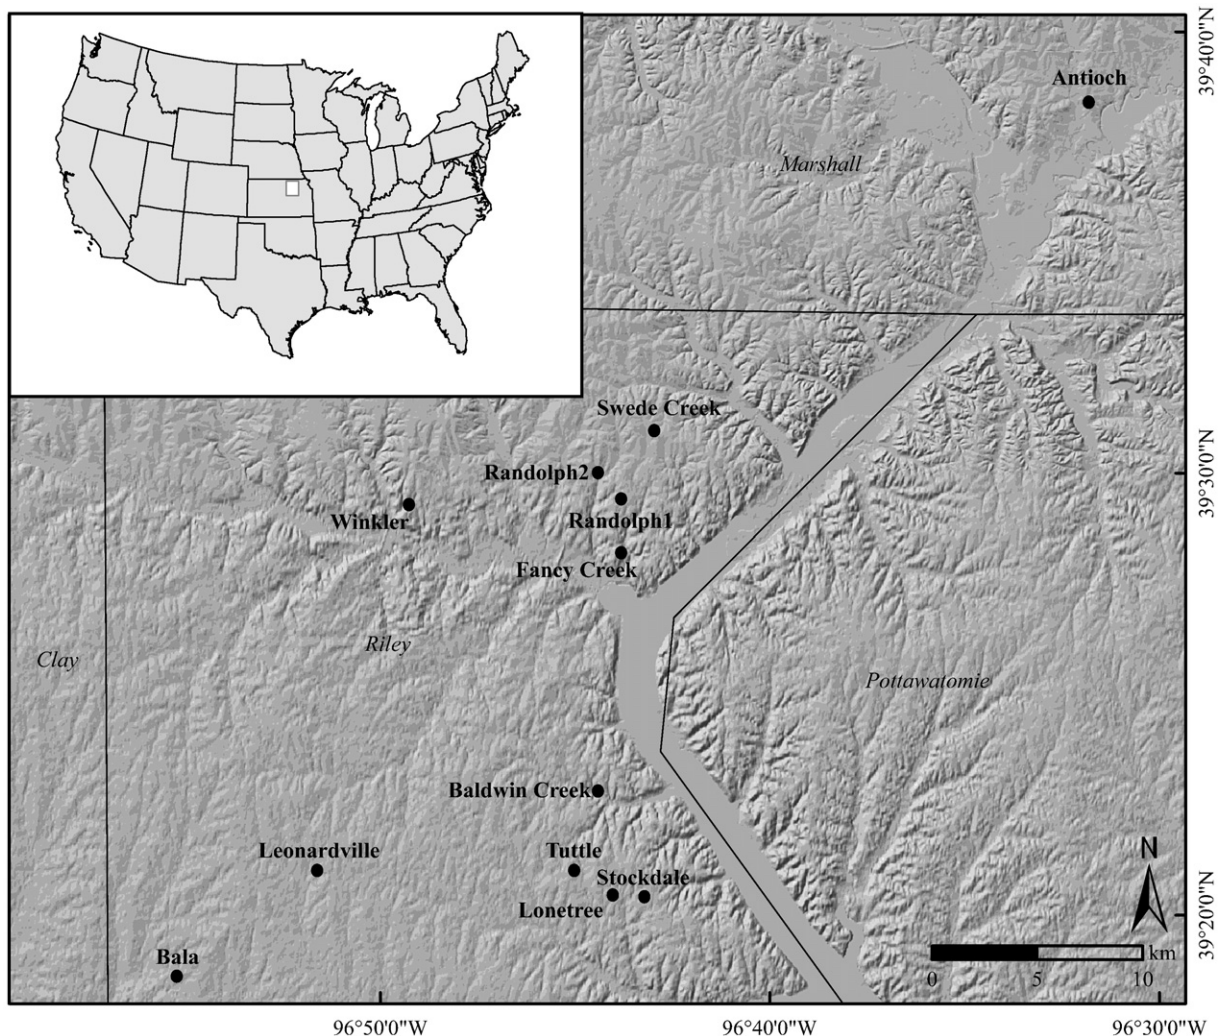 39°40'0"N
Antioch
Marshall
Swede Creek
Randolph2
39°30'0"N
Winkler
Randolph1
Fancy Creek
Riley
Clay
Pottawatomie
Baldwin Creek
Leonardville
Tuttle
N
Stockdale
Lonetree
39°20'0"N
Bala
km
0 5 10
96°50'0"W
96°40'0"W
96°30'0"W